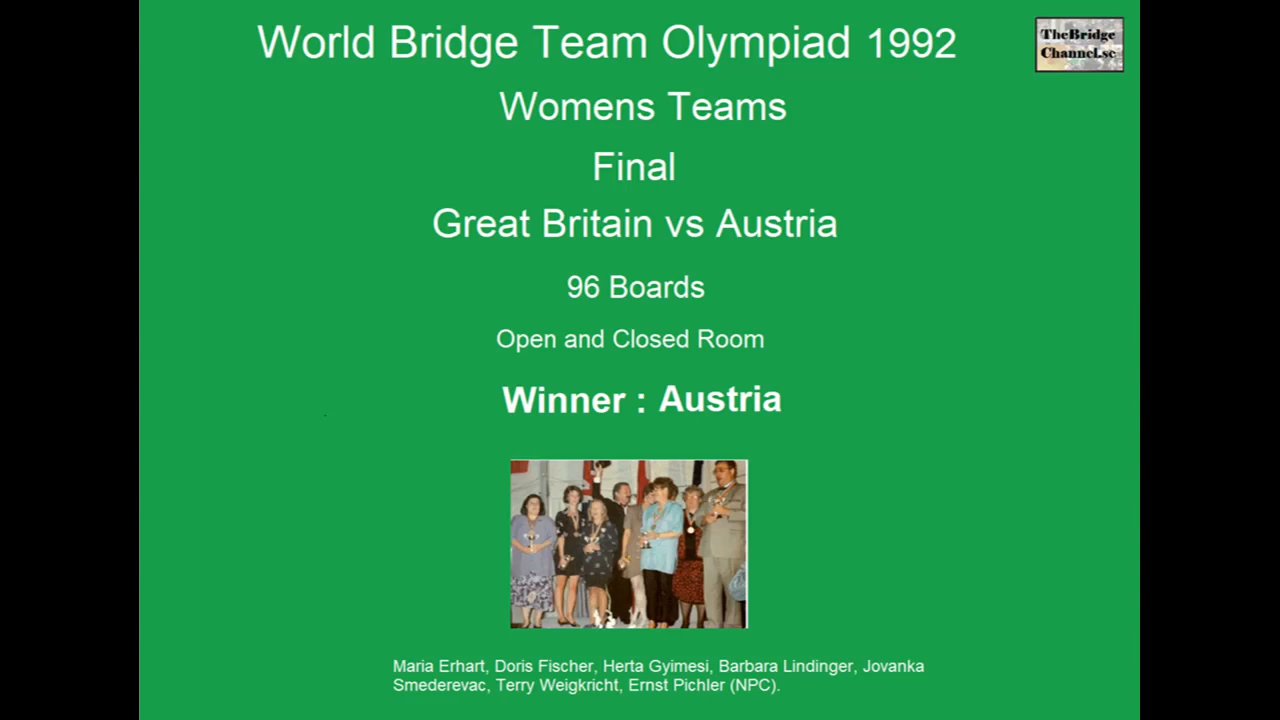 World Bridge Team Olympiad 1992
TheBridge
Channel.se
Womens Teams
Final
Great Britain vs Austria
96 Boards
Open and Closed Room
Winner : Austria
Maria Erhart, Doris Fischer, Herta Gyimesi, Barbara Lindinger, Jovanka
Smederevac, Terry Weigkricht, Ernst Pichler (NPC).